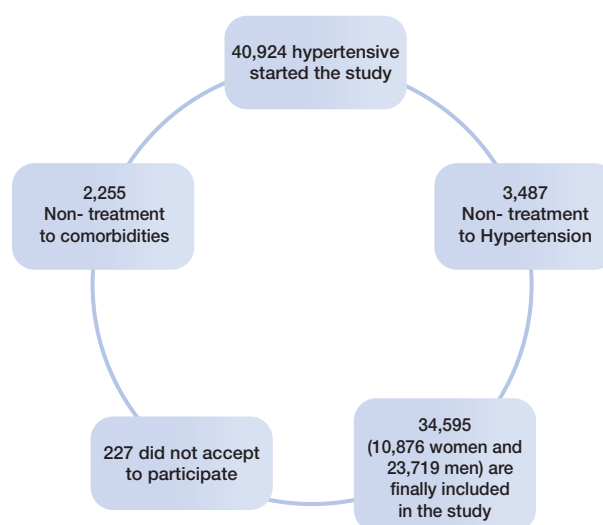 40,924 hypertensive
started the study
2,255
Non- treatment
to comorbidities
3,487
Non- treatment
to Hypertension
227 did not accept
to participate
34,595
(10,876 women and
23,719 men) are
finally included
in the study